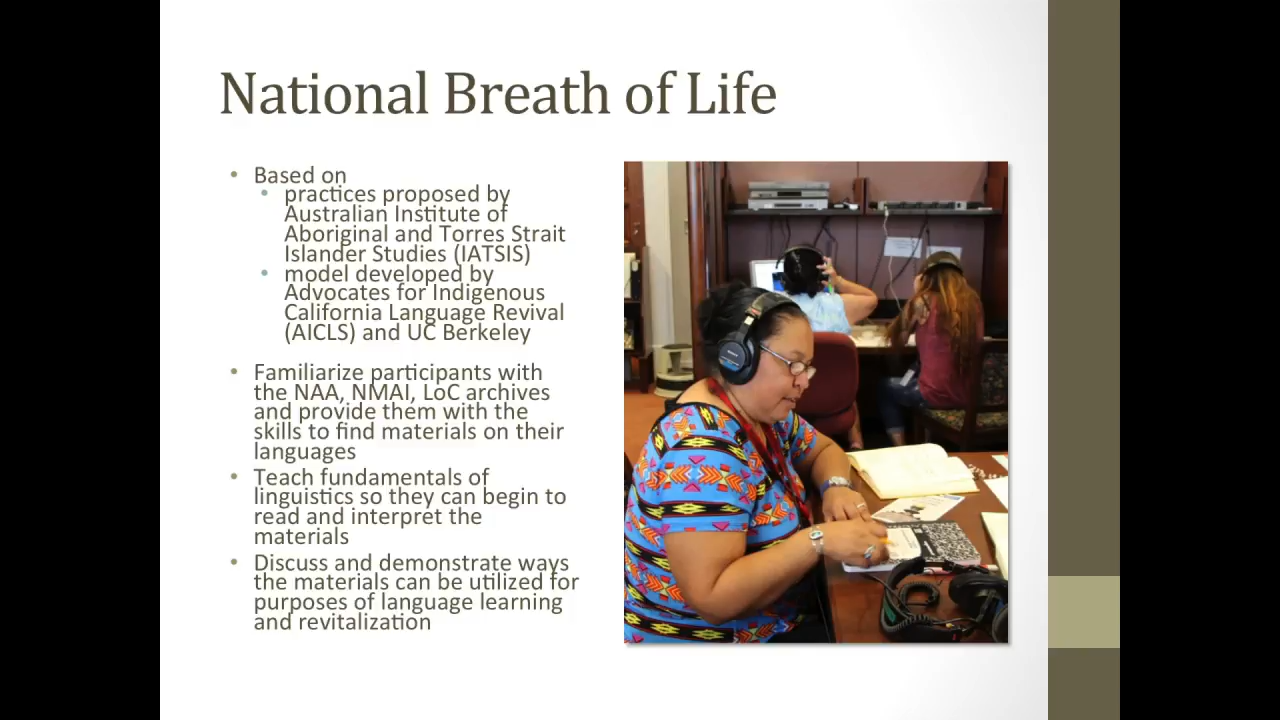 National Breath of Life
• Based on
• practices proposed by
Australian Institute of
Aboriginal and Torres Strait
Islander Studies (IATSIS)
• model developed by
Advocates for Indigenous
California Language Revival
(AICLS) and UC Berkeley
• Familiarize participants with
the NAA, NMAI, LoC archives
and provide them with the
skills to find materials on their
languages
• Teach fundamentals of
linguistics so they can begin to
read and interpret the
materials
• Discuss and demonstrate ways
the materials can be utilized for
purposes of language learning
and revitalization